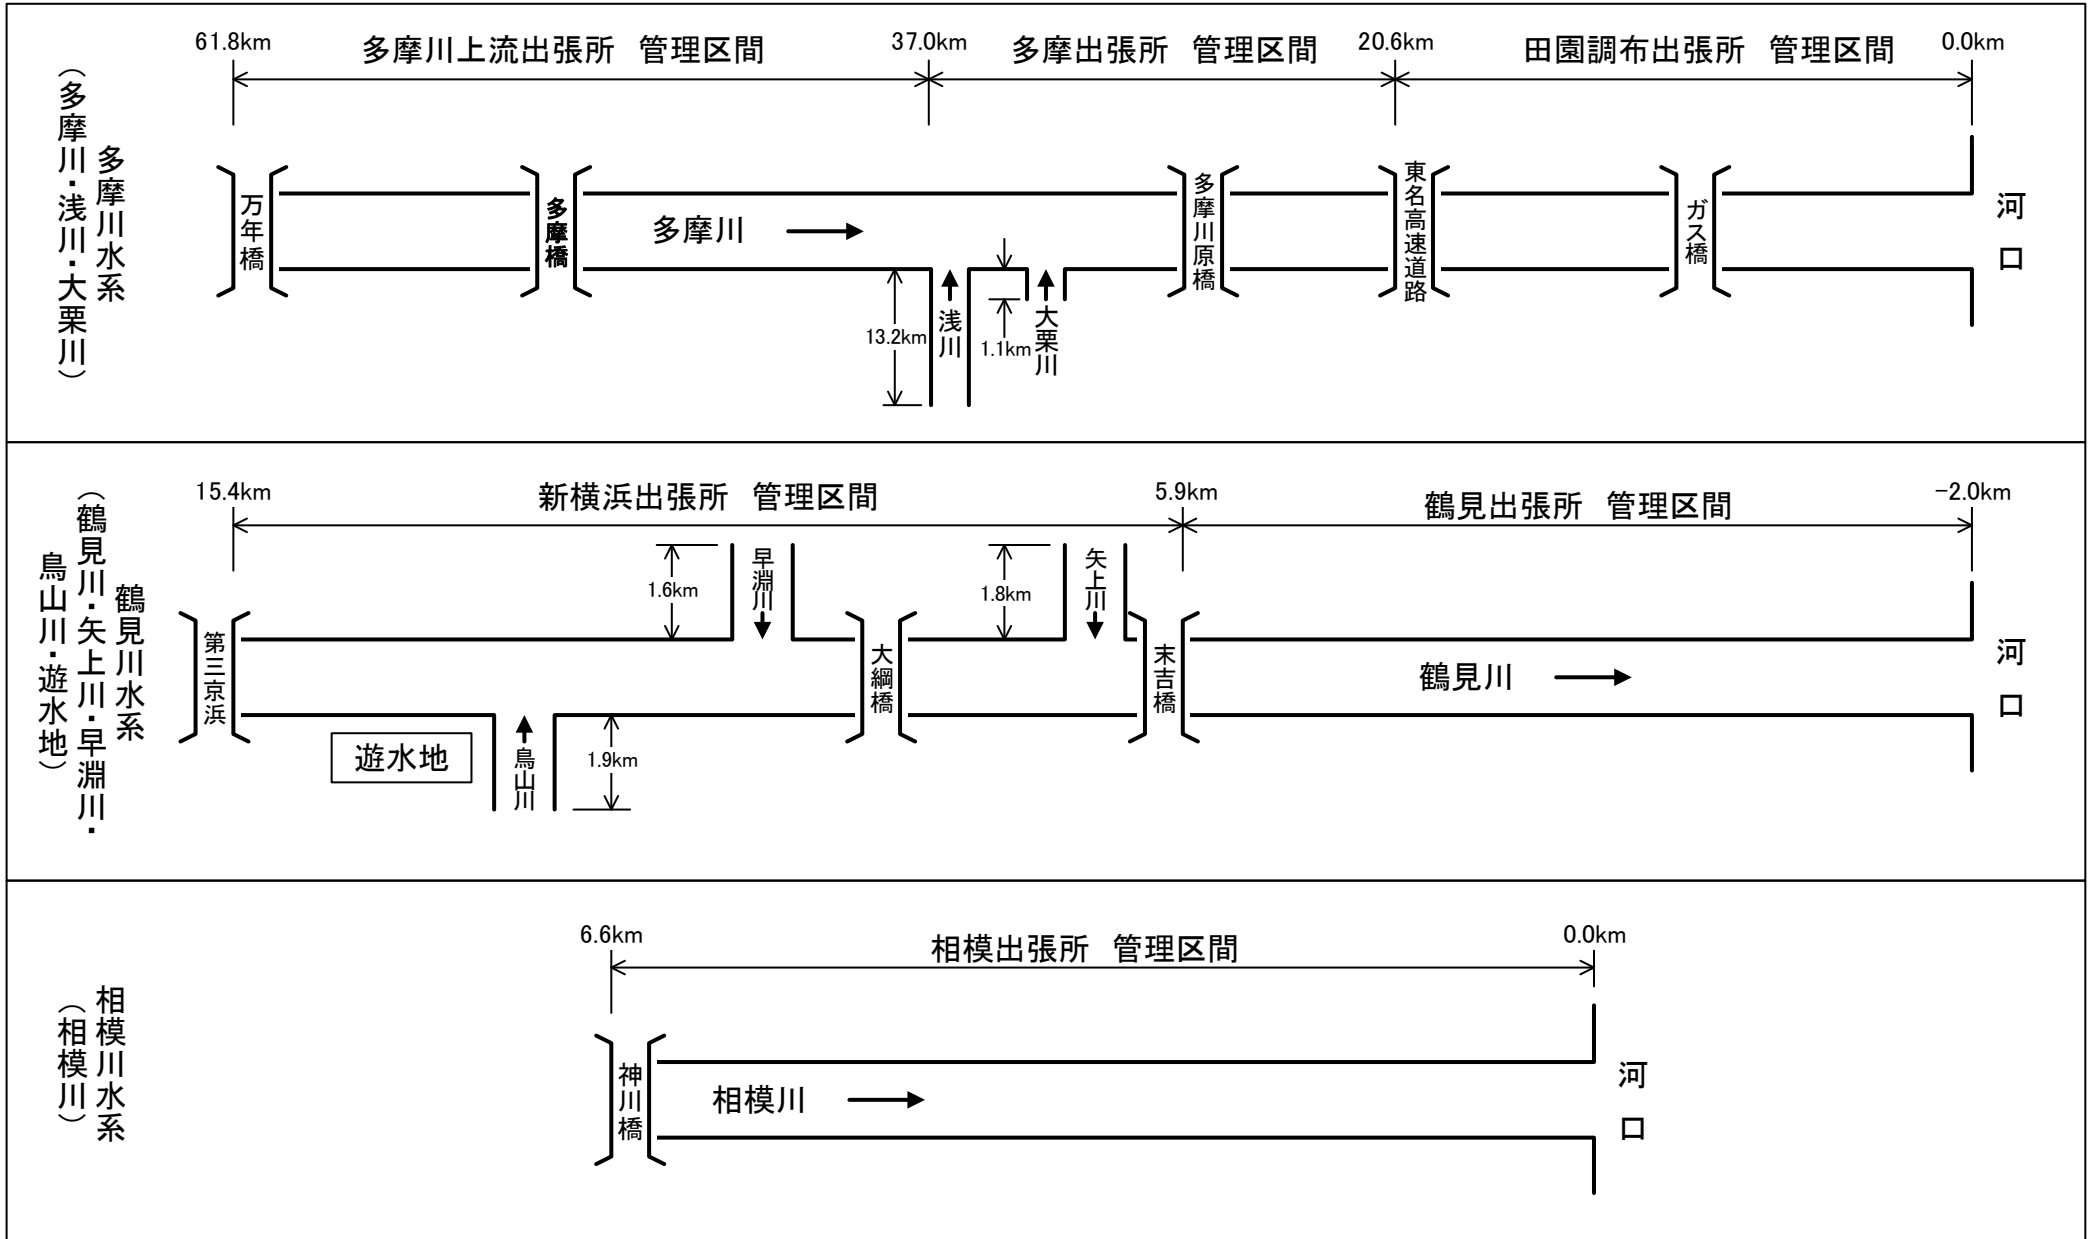 61.8km
多摩川上流出張所 管理区間
37.0km
多摩出張所 管理区間
20.6km
田園調布出張所 管理区間
0.0km
多摩川水系
（多摩川・浅川・大栗川）
万年橋
多摩橋
多摩川
多摩川原橋
東名高速道路
ガス橋
河口
13.2km
浅川
1.1km
大栗川
15.4km
新横浜出張所 管理区間
5.9km
鶴見出張所 管理区間
-2.0km
鶴見川水系
（鶴見川・矢上川・早淵川・
鳥山川・遊水地）
1.6km
早淵川
1.8km
矢上川
第三京浜
大綱橋
末吉橋
鶴見川
河口
遊水地
鳥山川
1.9km
6.6km
相模出張所 管理区間
0.0km
相模川水系
（相模川）
神川橋
相模川
河口